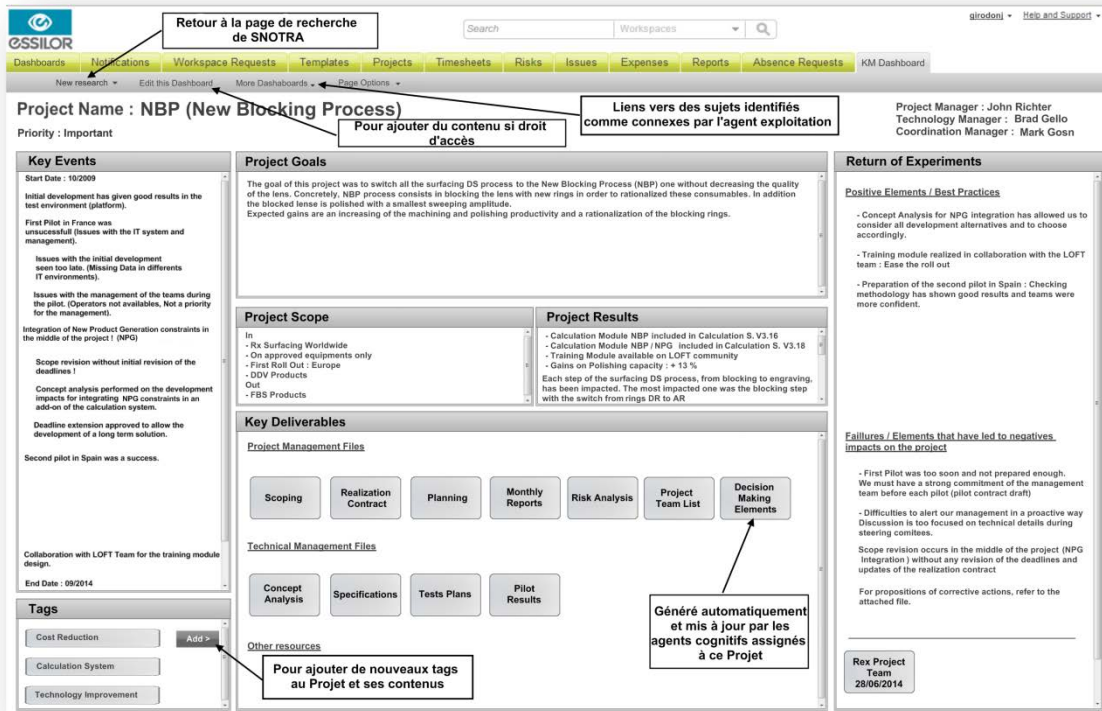 essilor
Retour à la page de recherche
de SNOTRA
Search
Workspaces
girodonj
Help and Support
Dashboards
Notifications
Workspace Requests
Templates
Projects
Timesheets
Risks
Issues
Expenses
Reports
Absence Requests
KM Dashboard
New research
Edit this Dashboard
More Dashaboards
Page Options
Project Name : NBP (New Blocking Process)
Priority : Important
Pour ajouter du contenu si droit
d'accès
Liens vers des sujets identifiés
comme connexes par l'agent exploitation
Project Manager : John Richter
Technology Manager : Brad Gello
Coordination Manager : Mark Gosn
Key Events
Start Date : 10/2009
Initial development has given good results in the
test environment (platform).
First Pilot in France was
unsucessfull (Issues with the IT system and
management).
Issues with the initial development
seen too late. (Missing Data in differents
IT environments).
Issues with the management of the teams during
the pilot. (Operators not availables, Not a priority
for the management).
Integration of New Product Generation constraints in
the middle of the project ! (NPG)
Scope revision without initial revision of the
deadlines !
Concept analysis performed on the development
impacts for integrating NPG constraints in an
add-on of the calculation system.
Deadline extension approved to allow the
development of a long term solution.
Second pilot in Spain was a success.
Collaboration with LOFT Team for the training module
design.
End Date : 09/2014
Tags
Cost Reduction
Add >
Calculation System
Technology Improvement
Pour ajouter de nouveaux tags
au Projet et ses contenus
Project Goals
The goal of this project was to switch all the surfacing DS process to the New Blocking Process (NBP) one without decreasing the quality
of the lens. Concretely, NBP process consists in blocking the lens with new rings in order to rationalized these consumables. In addition
the blocked lense is polished with a smallest sweeping amplitude.
Expected gains are an increasing of the machining and polishing productivity and a rationalization of the blocking rings.
Project Scope
In
- Rx Surfacing Worldwide
- On approved equipments only
- First Roll Out : Europe
- DDV Products
Out
- FBS Products
Project Results
- Calculation Module NBP included in Calculation S. V3.16
- Calculation Module NBP / NPG included in Calculation S. V3.18
- Training Module available on LOFT community
- Gains on Polishing capacity : + 13 %
Each step of the surfacing DS process, from blocking to engraving,
has been impacted. The most impacted one was the blocking step
with the switch from rings DR to AR
Key Deliverables
Project Management Files
Scoping
Realization
Contract
Planning
Monthly
Reports
Risk Analysis
Project
Team List
Decision
Making
Elements
Technical Management Files
Concept
Analysis
Specifications
Tests Plans
Pilot
Results
Généré automatiquement
et mis à jour par les
agents cognitifs assignés
à ce Projet
Other resources
Return of Experiments
Positive Elements / Best Practices
- Concept Analysis for NPG integration has allowed us to
consider all development alternatives and to choose
accordingly.
- Training module realized in collaboration with the LOFT
team : Ease the roll out
- Preparation of the second pilot in Spain : Checking
methodology has shown good results and teams were
more confident.
Faillures / Elements that have led to negatives
impacts on the project
- First Pilot was too soon and not prepared enough.
We must have a strong commitment of the management
team before each pilot (pilot contract draft)
- Difficulties to alert our management in a proactive way
Discussion is too focused on technical details during
steering comitees.
Scope revision occurs in the middle of the project (NPG
Integration ) without any revision of the deadlines and
updates of the realization contract
For propositions of corrective actions, refer to the
attached file.
Rex Project
Team
28/06/2014